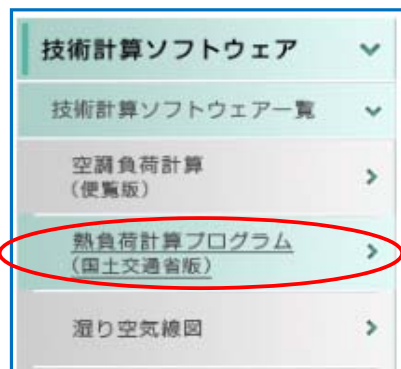 技術計算ソフトウェア
技術計算ソフトウェア一覧
空調負荷計算
(便覧版)
熱負荷計算プログラム
(国土交通省版)
湿り空気線図